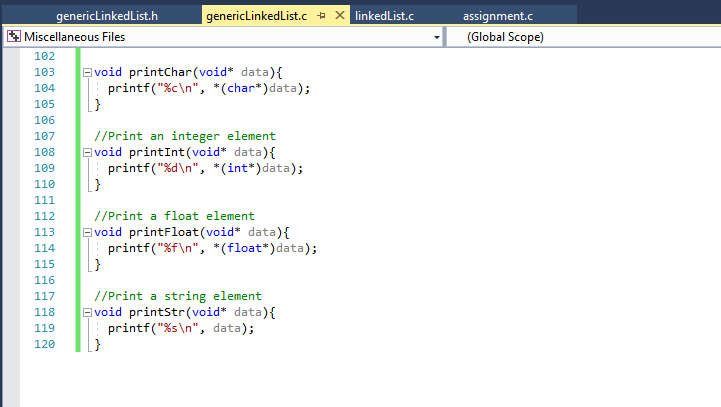 genericLinkedList.h genericLinkedList.c linkedList.c assignment.c
Miscellaneous Files (Global Scope)
102
103 void printChar(void* data){
104 printf("%c\n", *(char*)data);
105 }
106
107 //Print an integer element
108 void printInt(void* data){
109 printf("%d\n", *(int*)data);
110 }
111
112 //Print a float element
113 void printFloat(void* data){
114 printf("%f\n", *(float*)data);
115 }
116
117 //Print a string element
118 void printStr(void* data){
119 printf("%s\n", data);
120 }